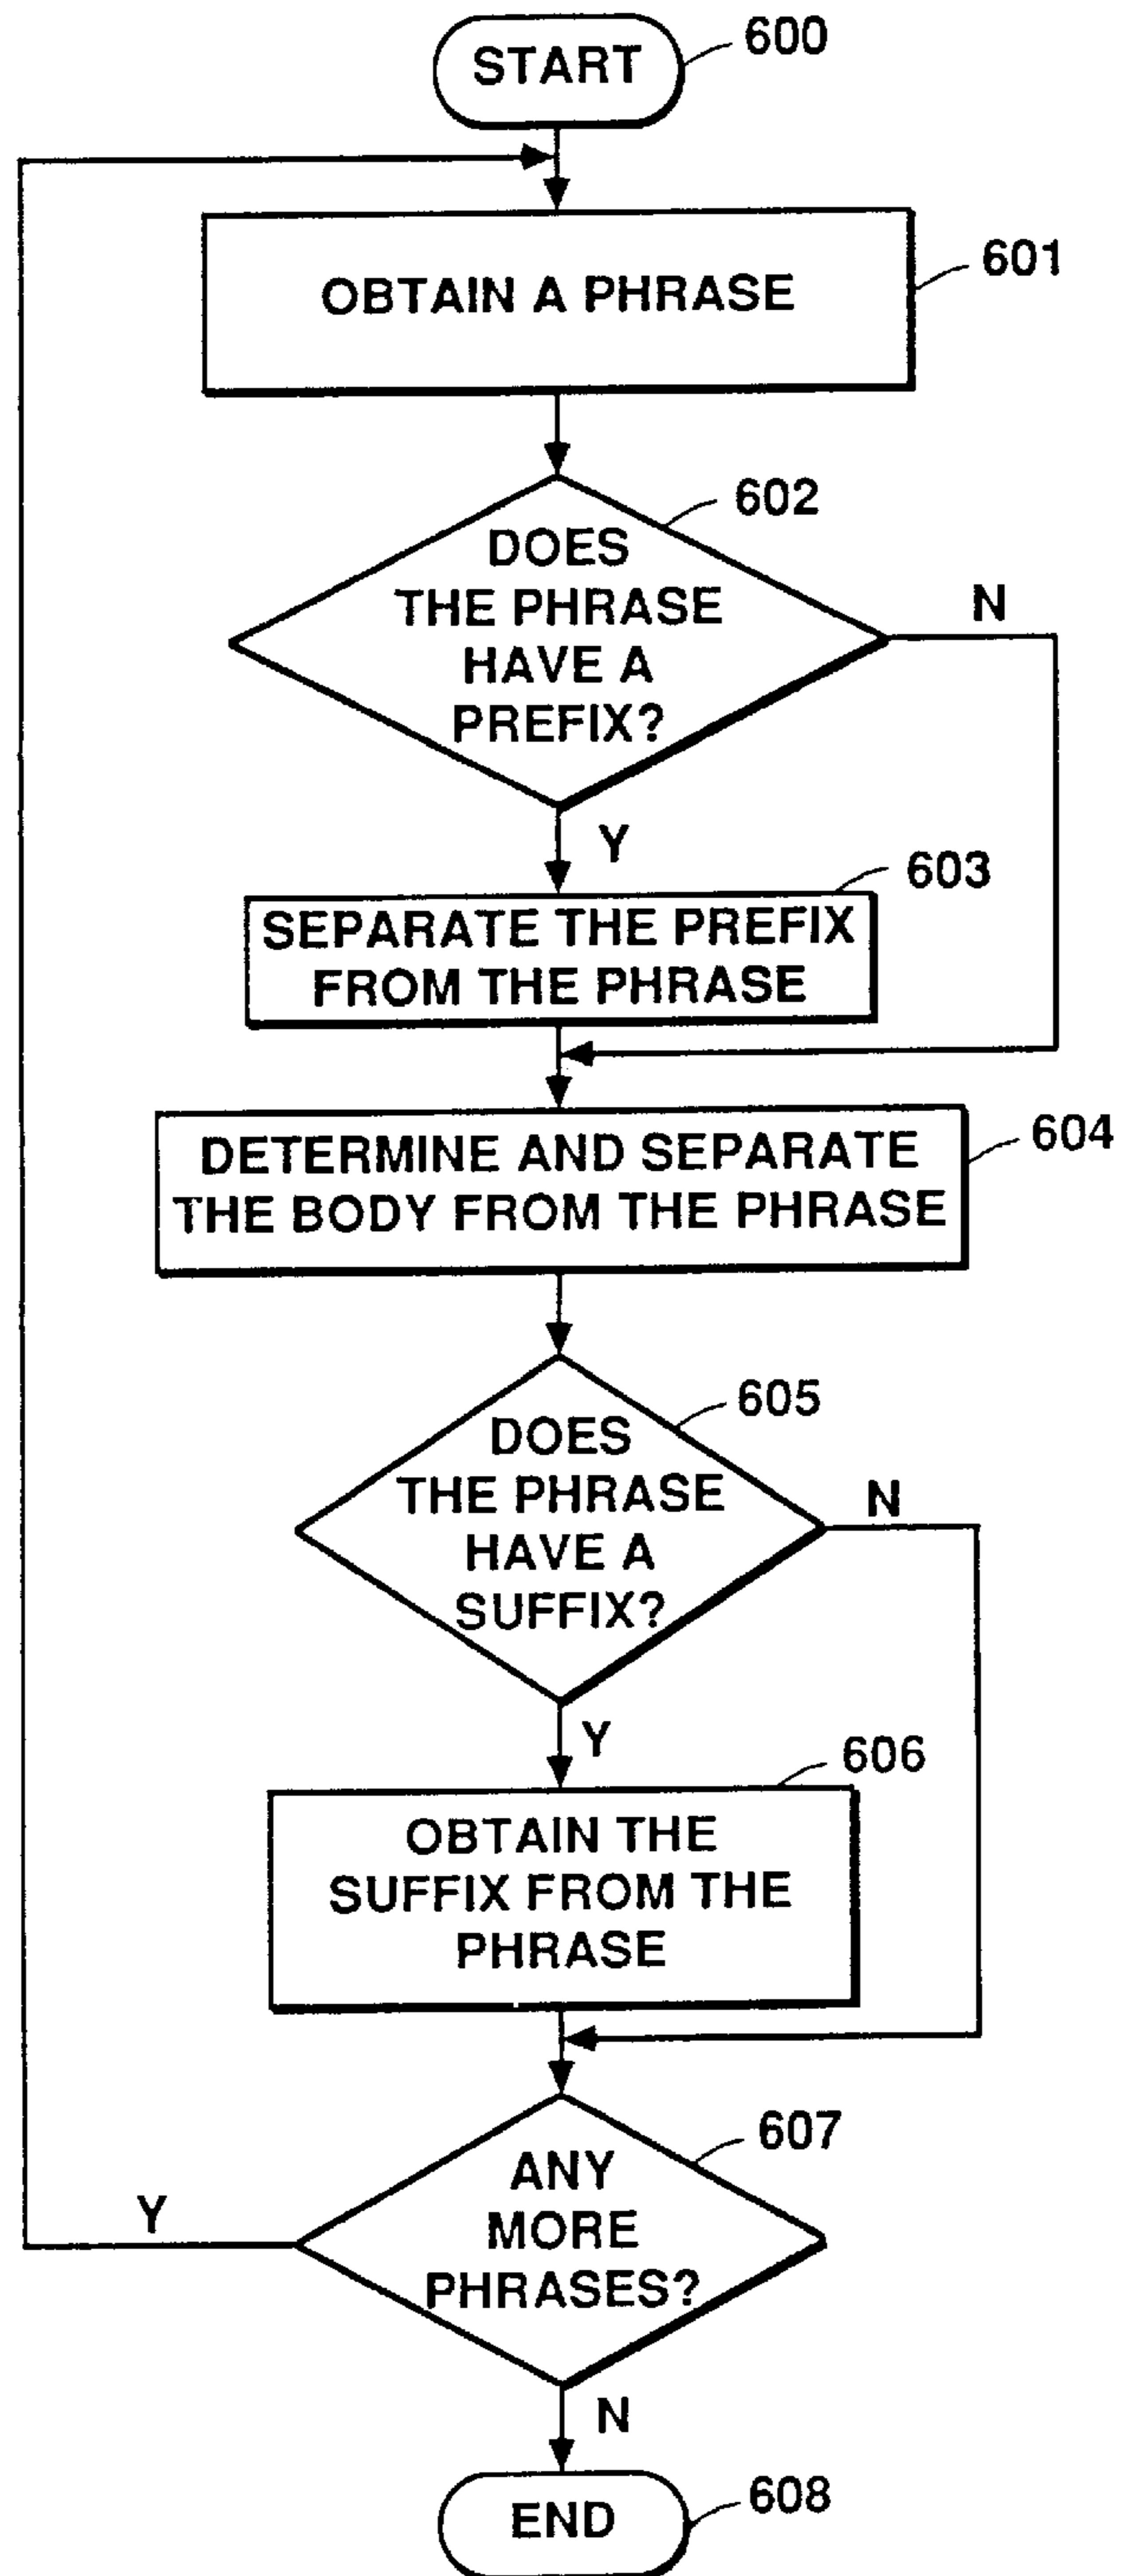 START
600
OBTAIN A PHRASE
601
602
DOES
THE PHRASE
HAVE A
PREFIX?
N
Y
603
SEPARATE THE PREFIX
FROM THE PHRASE
604
DETERMINE AND SEPARATE
THE BODY FROM THE PHRASE
605
DOES
THE PHRASE
HAVE A
SUFFIX?
N
Y
606
OBTAIN THE
SUFFIX FROM THE
PHRASE
607
ANY
MORE
PHRASES?
Y
N
END
608